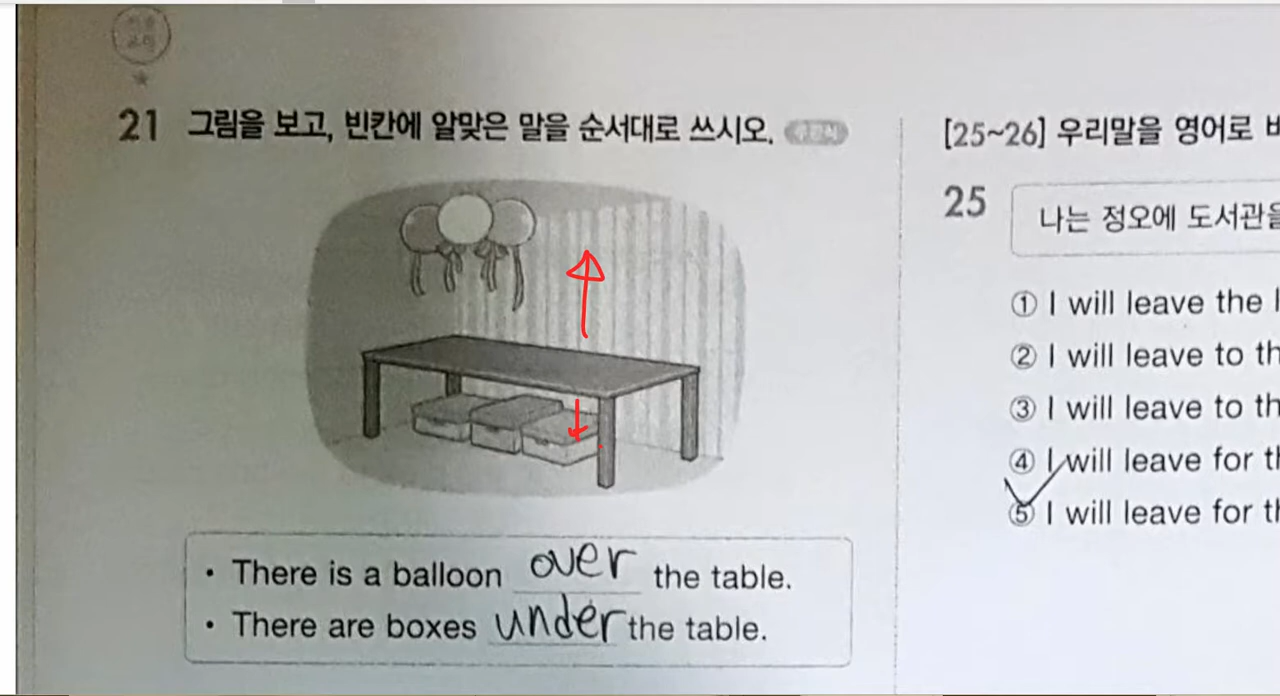 21 그림을 보고, 빈칸에 알맞은 말을 순서대로 쓰시오.
• There is a balloon over the table.
• There are boxes under the table.
[25~26] 우리말을 영어로
25
나는 정오에 도서관을
① I will leave the
② I will leave to th
③ I will leave to th
④ I will leave for th
⑤ I will leave for th